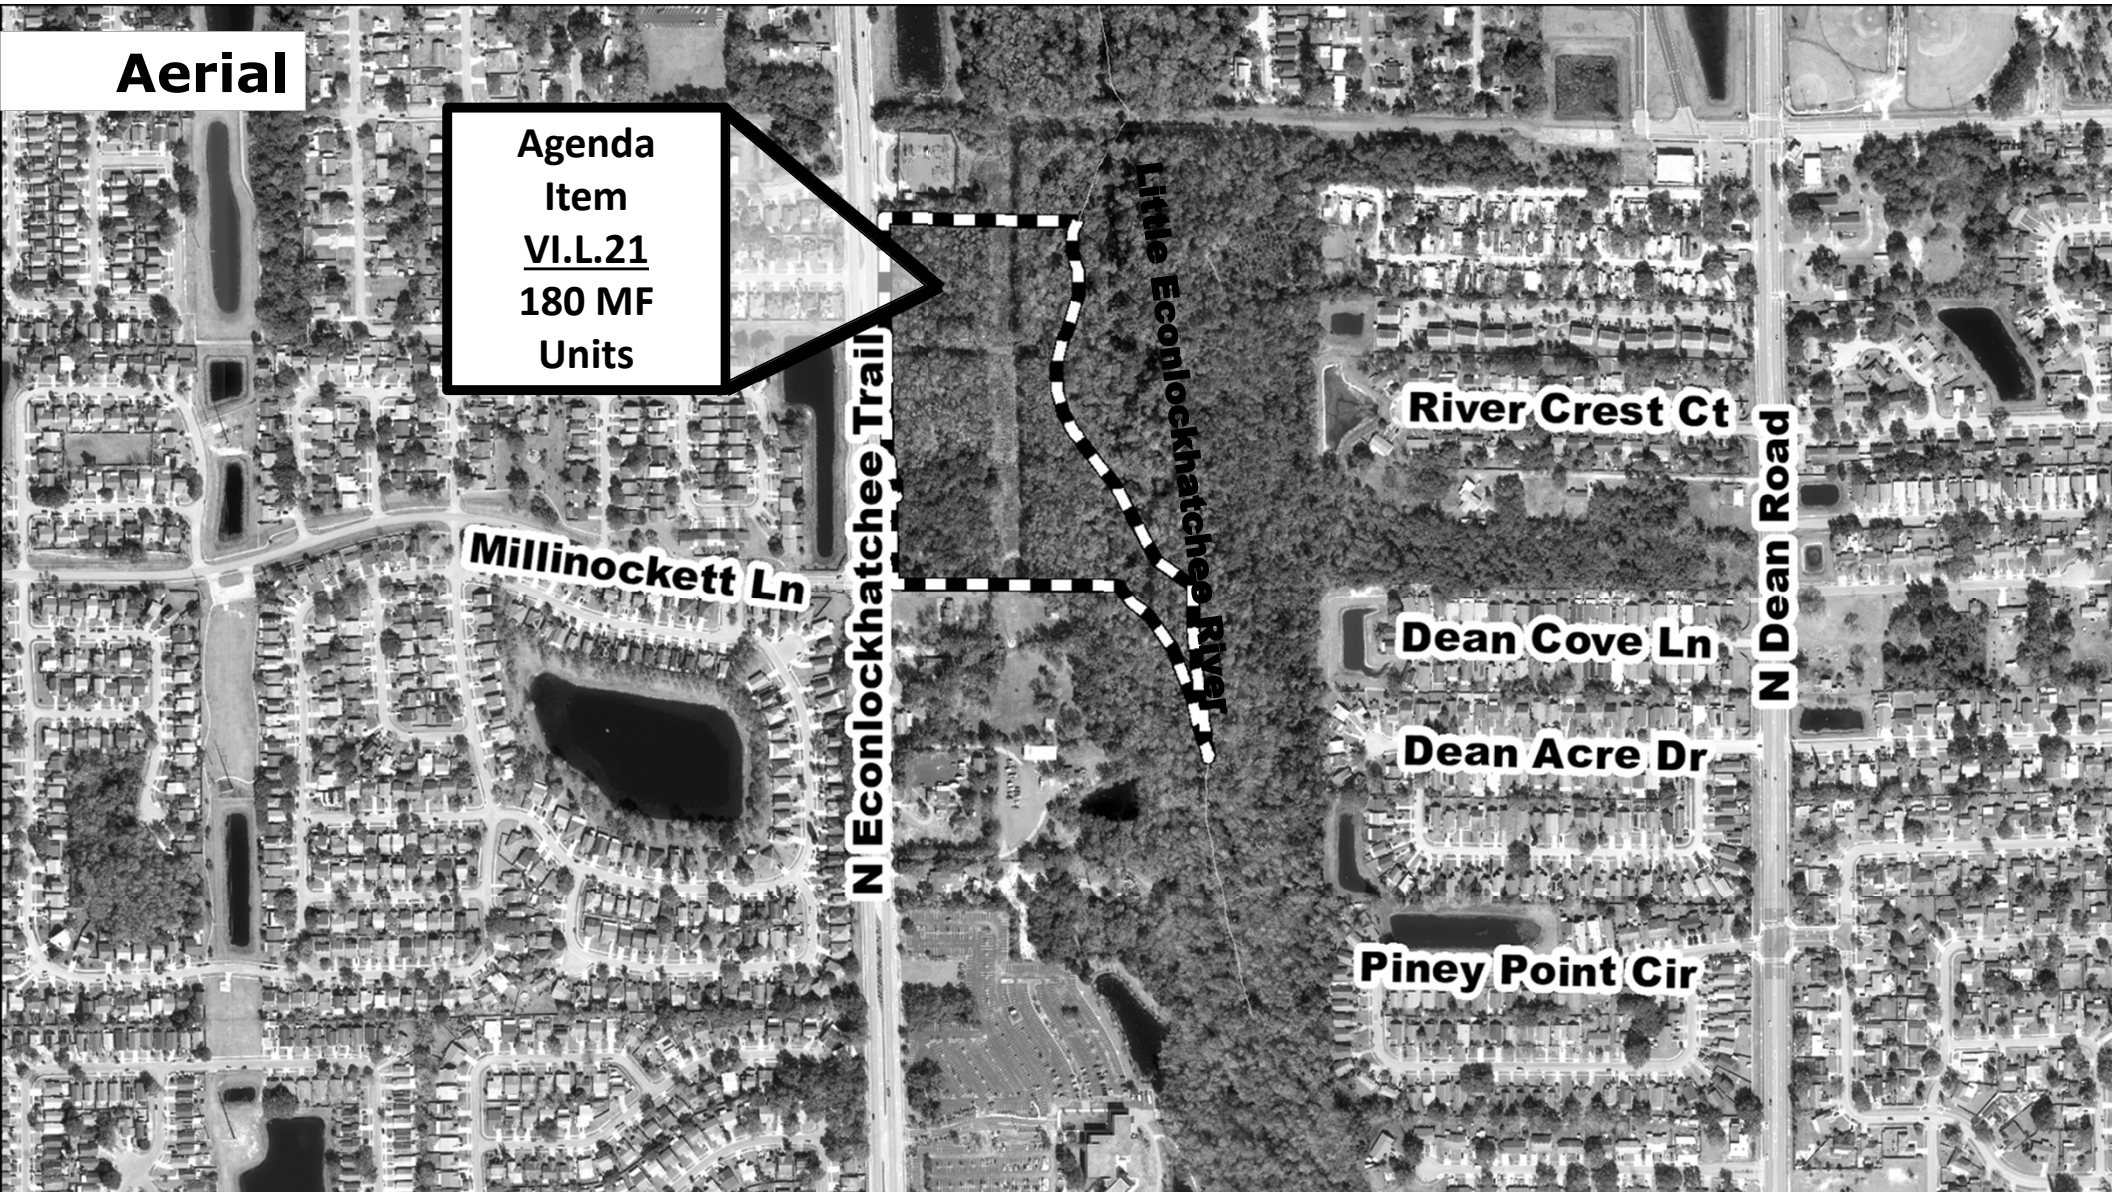 Aerial
Agenda
Item
VI.L.21
180 MF
Units
Little Econlockhatchee River
N Econlockhatchee Trail
Millinockett Ln
River Crest Ct
N Dean Road
Dean Cove Ln
Dean Acre Dr
Piney Point Cir